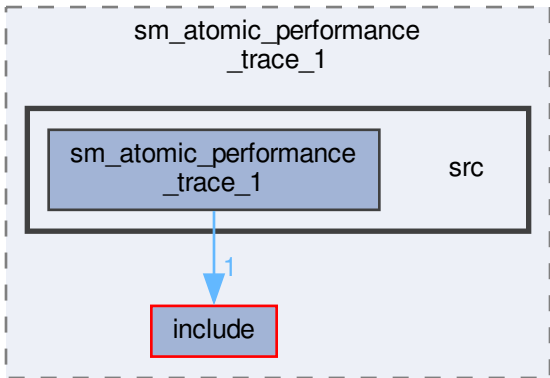 sm_atomic_performance
_trace_1
sm_atomic_performance
_trace_1
src
1
include